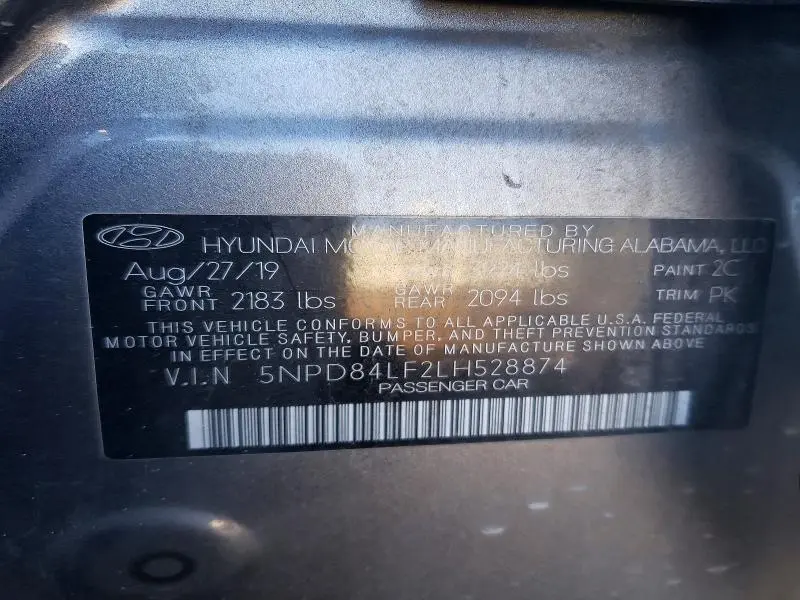 MANUFACTURED BY
HYUNDAI MOTOR MANUFACTURING ALABAMA, LLC
Aug/27/19 lbs PAINT 2C
GAWR FRONT 2183 lbs GAWR REAR 2094 lbs TRIM PK
THIS VEHICLE CONFORMS TO ALL APPLICABLE U.S.A. FEDERAL
MOTOR VEHICLE SAFETY, BUMPER, AND THEFT PREVENTION STANDARDS
IN EFFECT ON THE DATE OF MANUFACTURE SHOWN ABOVE
V.I.N 5NPD84LF2LH528874
PASSENGER CAR